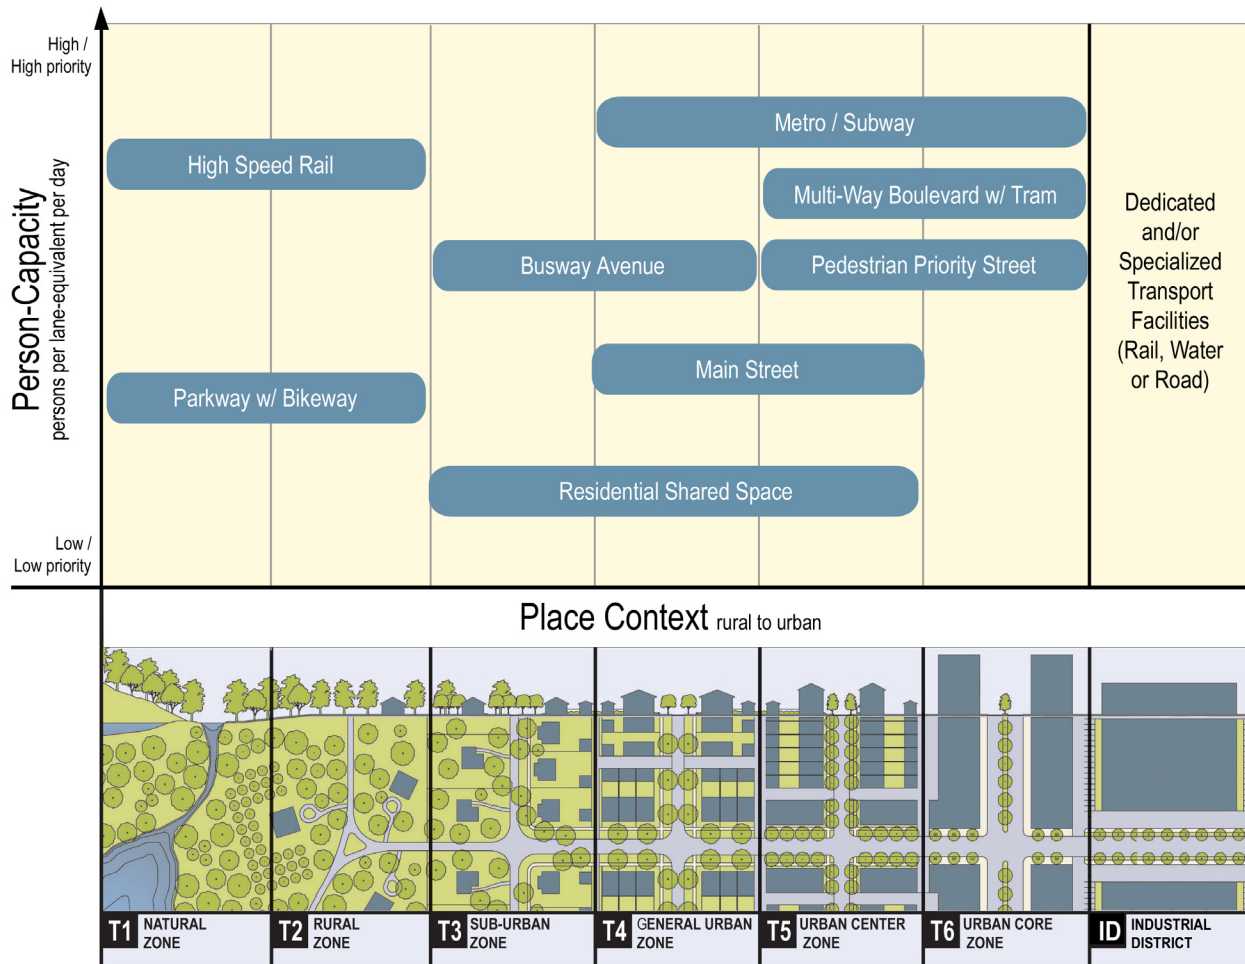 High /
High priority
Person-Capacity
persons per lane-equivalent per day
Low /
Low priority
Metro / Subway
High Speed Rail
Multi-Way Boulevard w/ Tram
Busway Avenue
Pedestrian Priority Street
Main Street
Parkway w/ Bikeway
Residential Shared Space
Dedicated
and/or
Specialized
Transport
Facilities
(Rail, Water
or Road)
Place Context rural to urban
T1 NATURAL
ZONE
T2 RURAL
ZONE
T3 SUB-URBAN
ZONE
T4 GENERAL URBAN
ZONE
T5 URBAN CENTER
ZONE
T6 URBAN CORE
ZONE
ID INDUSTRIAL
DISTRICT